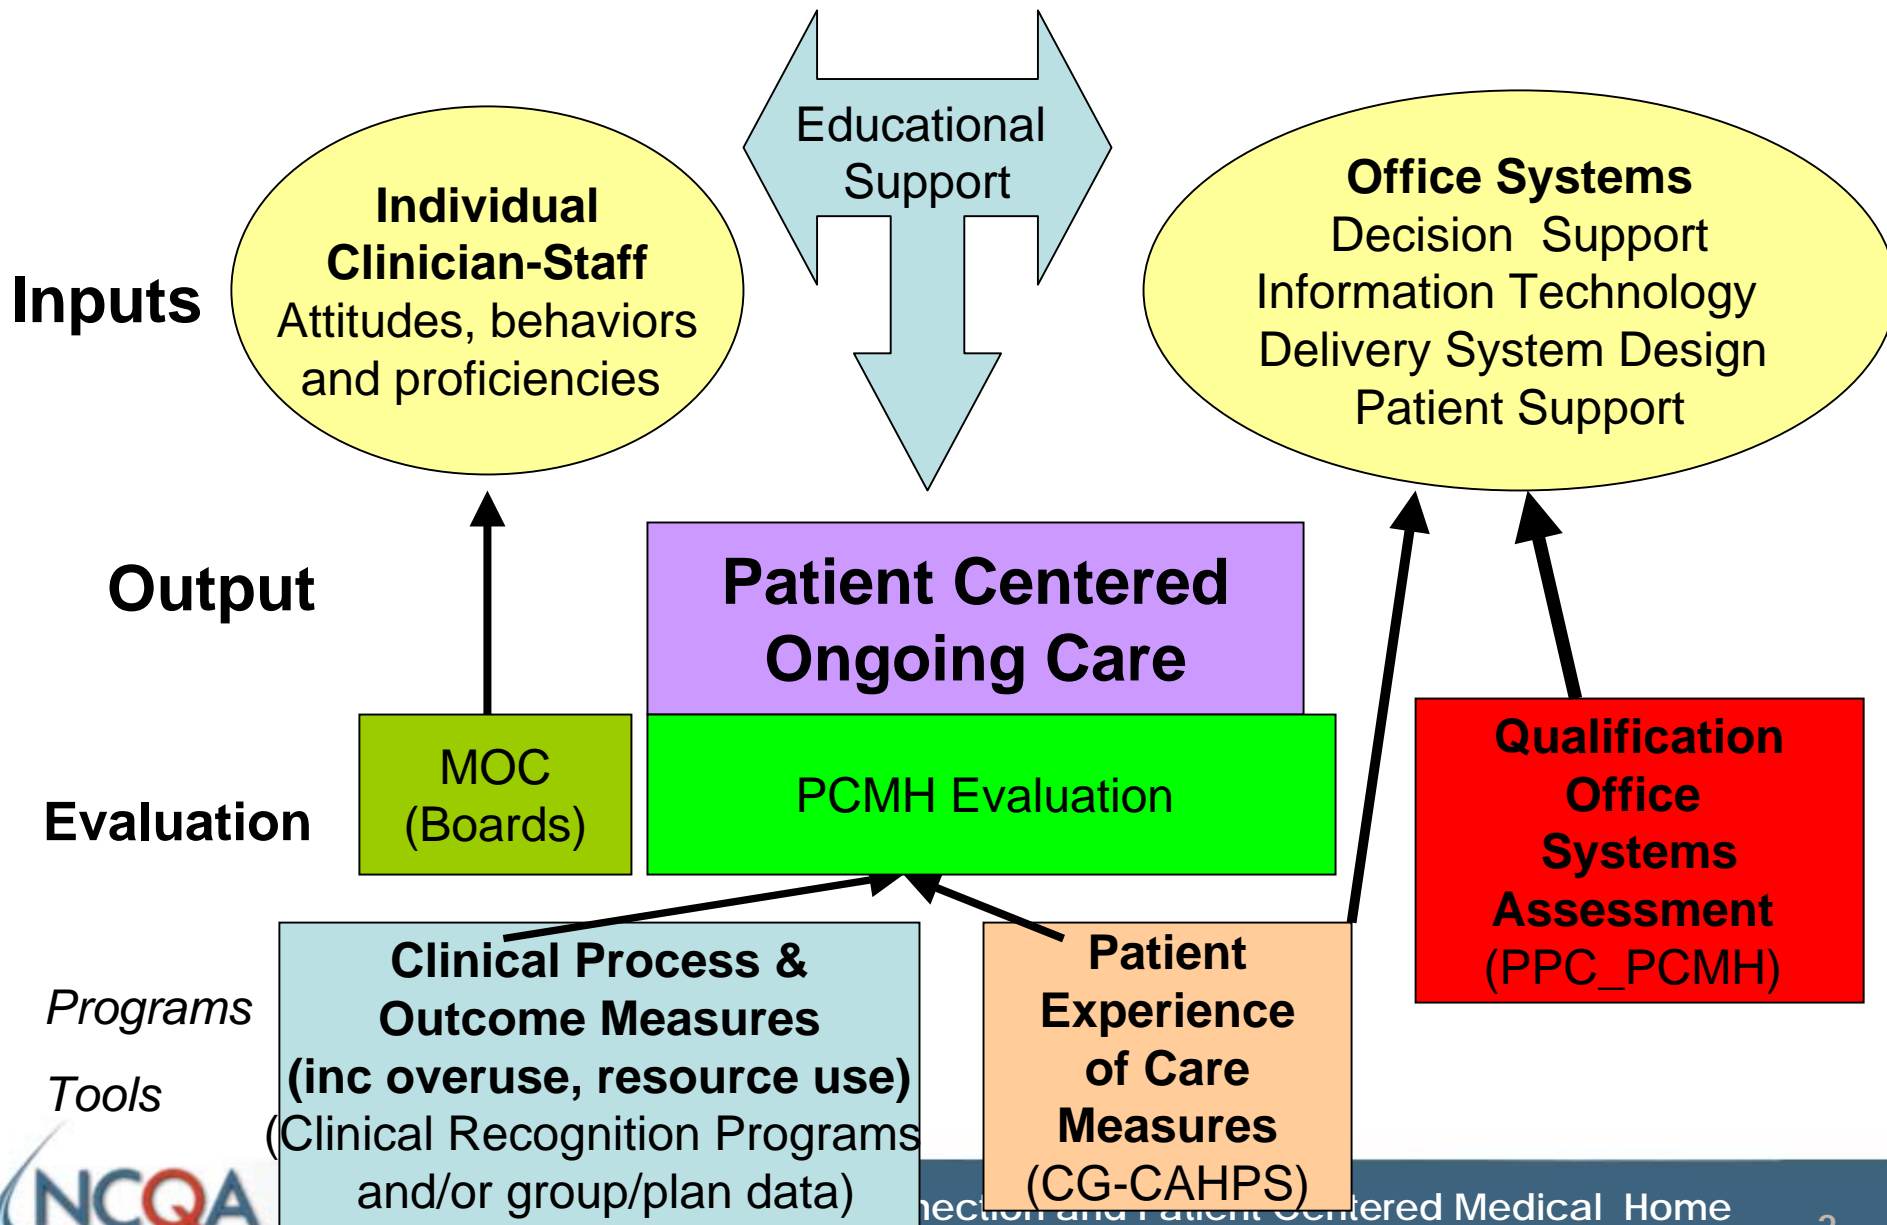 Educational
Support
Inputs
Individual
Clinician-Staff
Attitudes, behaviors
and proficiencies
Office Systems
Decision Support
Information Technology
Delivery System Design
Patient Support
Output
Patient Centered
Ongoing Care
Evaluation
MOC
(Boards)
PCMH Evaluation
Qualification
Office
Systems
Assessment
(PPC_PCMH)
Programs
Tools
Clinical Process &
Outcome Measures
(inc overuse, resource use)
(Clinical Recognition Programs
and/or group/plan data)
Patient
Experience
of Care
Measures
(CG-CAHPS)
NCQA
and Patient Centered Medical Home